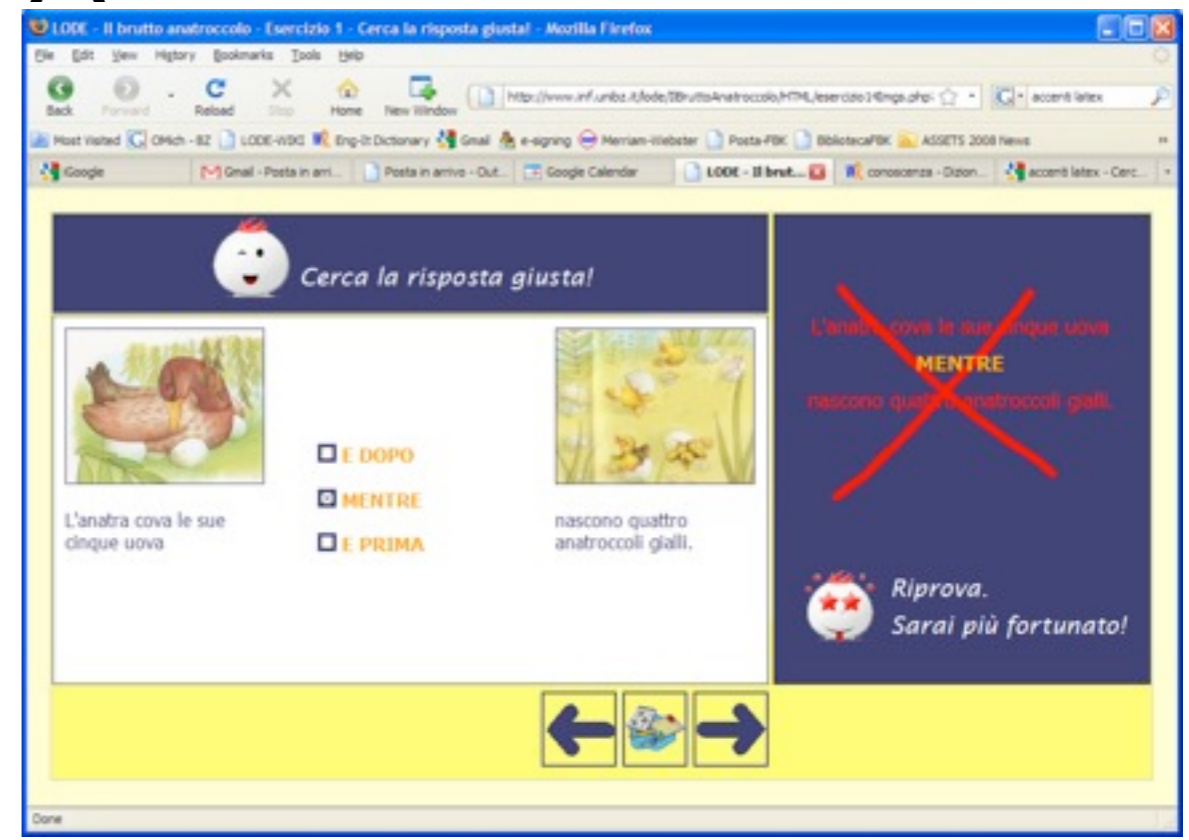 LODE - Il brutto anatroccolo - Esercizio 1 - Cerca la risposta giusta! - Mozilla Firefox
File Edit View History Bookmarks Tools Help
Back Forward Reload Stop Home New Window
accenti latex
Most Visited OMch - BZ LODE-WIKI Eng-It Dictionary Gmail e-signing Merriam-Webster Posta-FBK BibliotecaFBK ASSETS 2008 News
Google Gmail - Posta in arri... Posta in arrivo - Out... Google Calendar LODE - Il brut... conoscenza - Dizion... accenti latex - Cerc...
Cerca la risposta giusta!
L'anatra cova le sue
cinque uova
E DOPO
MENTRE
E PRIMA
nascono quattro
anatroccoli gialli.
L'anatra cova le sue cinque uova
MENTRE
nascono quattro anatroccoli gialli.
Riprova.
Sarai più fortunato!
Done